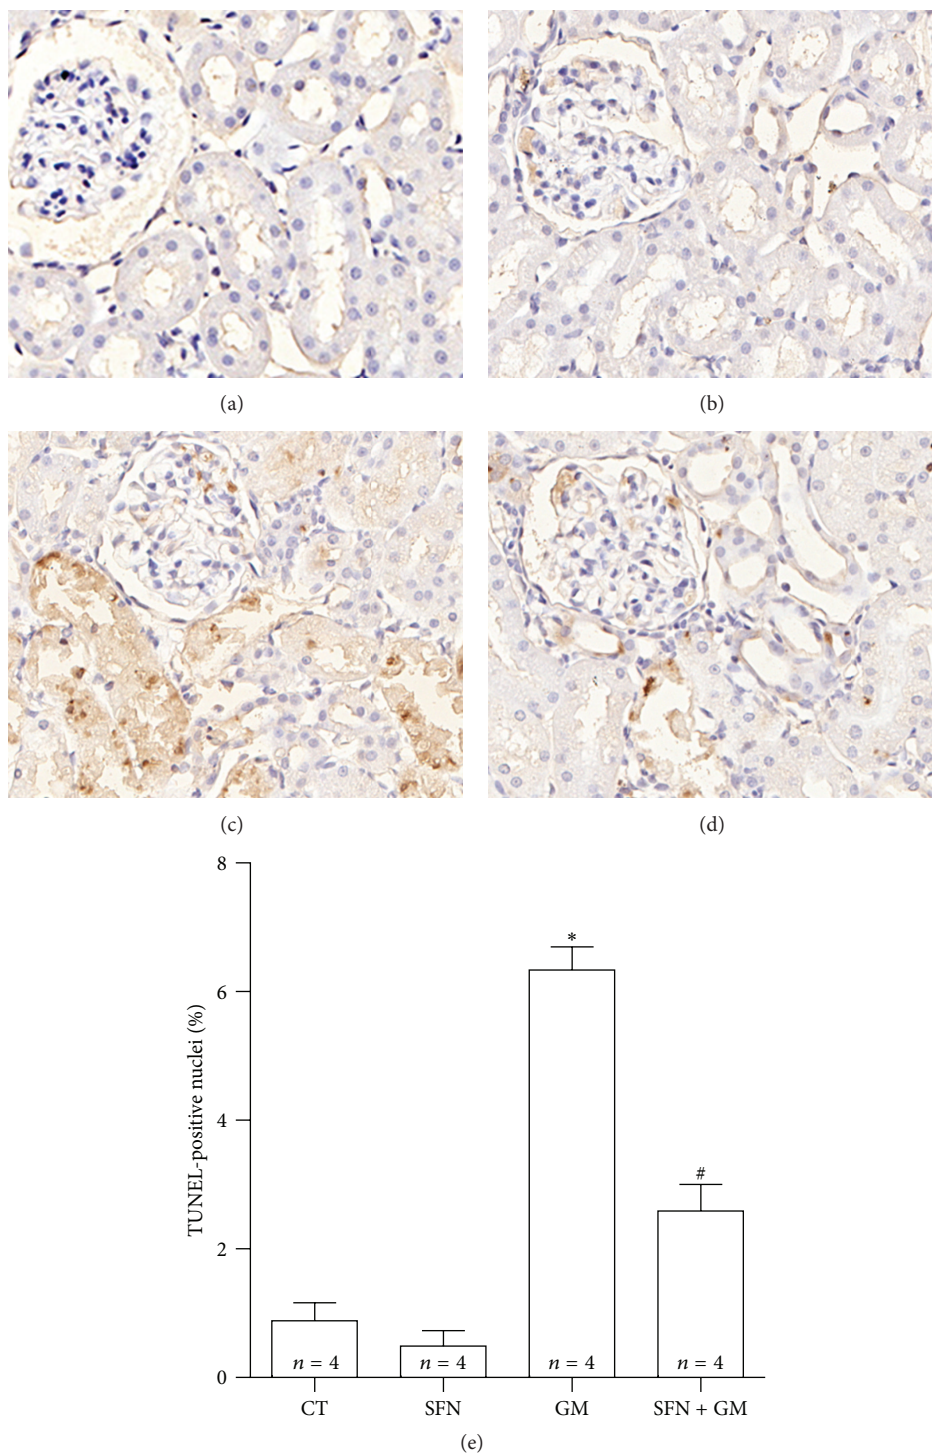 (a)
(b)
(c)
(d)
8
6
4
2
0
TUNEL-positive nuclei (%)
*
#
n = 4
n = 4
n = 4
n = 4
CT
SFN
GM
SFN + GM
(e)